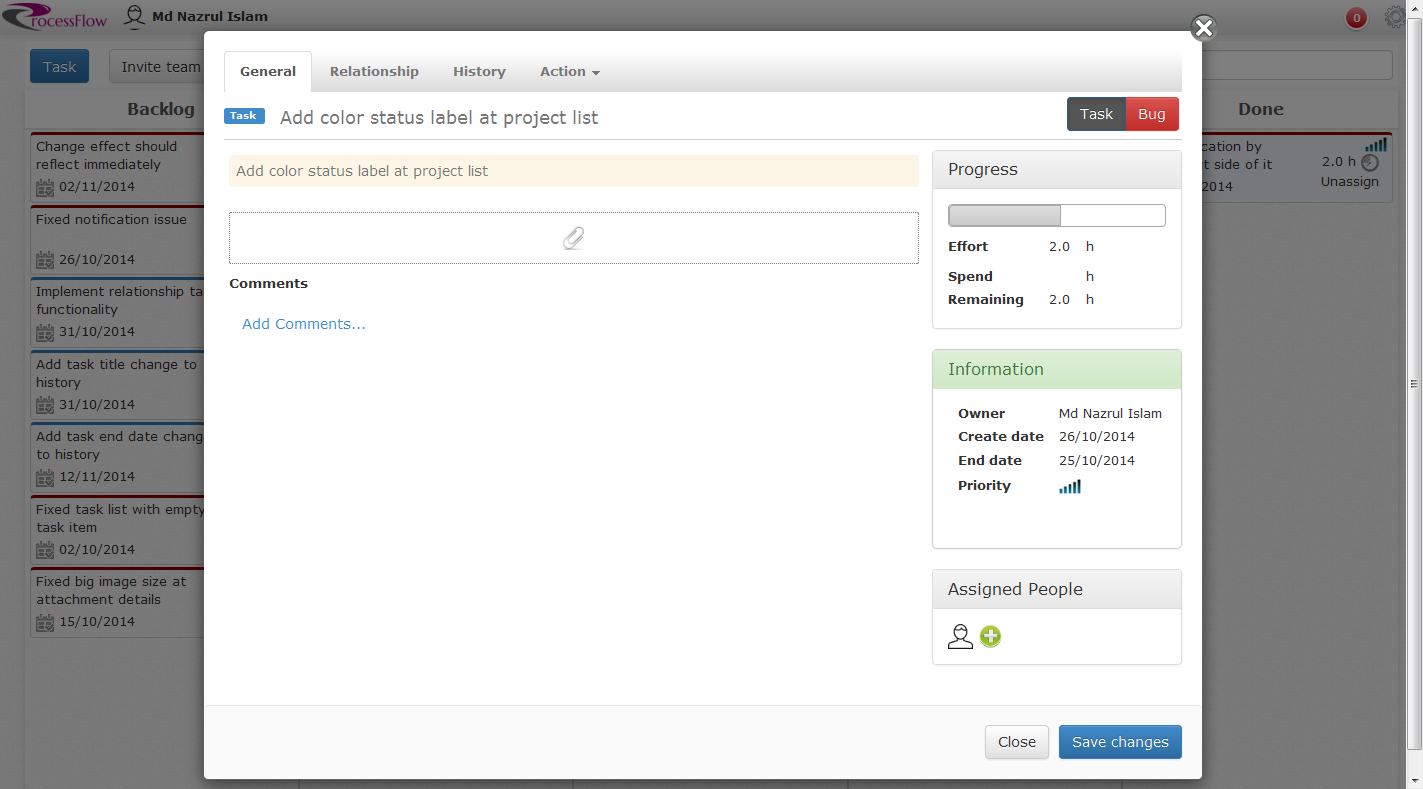 rocessFlow
Md Nazrul Islam
0
Task
Invite team
Backlog
Done
Change effect should
reflect immediately
02/11/2014
Fixed notification issue
26/10/2014
Implement relationship ta
functionality
31/10/2014
Add task title change to
history
31/10/2014
Add task end date chang
to history
12/11/2014
Fixed task list with empty
task item
02/10/2014
Fixed big image size at
attachment details
15/10/2014
cation by
t side of it
2014
2.0 h
Unassign
General
Relationship
History
Action
Task
Add color status label at project list
Task
Bug
Add color status label at project list
Comments
Add Comments...
Progress
Effort 2.0 h
Spend h
Remaining 2.0 h
Information
Owner Md Nazrul Islam
Create date 26/10/2014
End date 25/10/2014
Priority
Assigned People
Close
Save changes